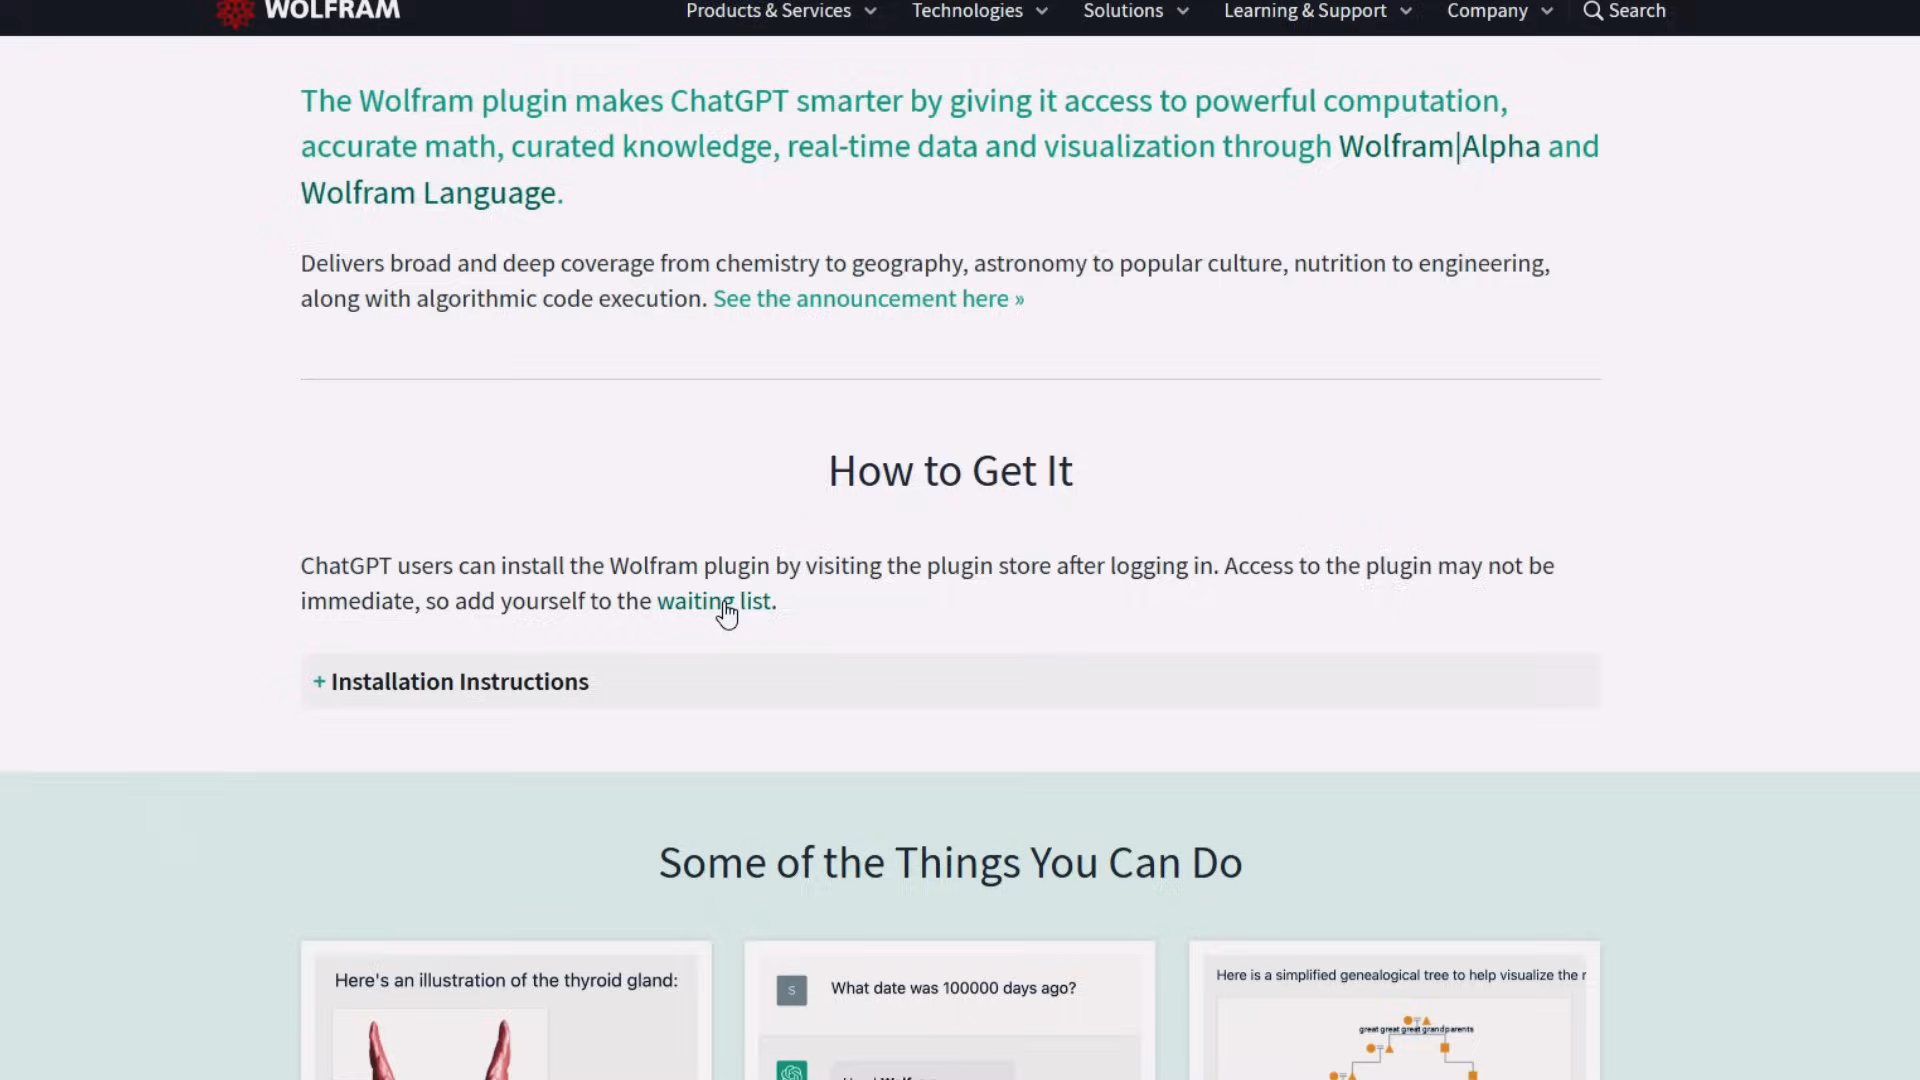 WOLFRAM
Products & Services
Technologies
Solutions
Learning & Support
Company
Search
The Wolfram plugin makes ChatGPT smarter by giving it access to powerful computation,
accurate math, curated knowledge, real-time data and visualization through Wolfram|Alpha and
Wolfram Language.
Delivers broad and deep coverage from chemistry to geography, astronomy to popular culture, nutrition to engineering,
along with algorithmic code execution. See the announcement here »
How to Get It
ChatGPT users can install the Wolfram plugin by visiting the plugin store after logging in. Access to the plugin may not be
immediate, so add yourself to the waiting list.
+ Installation Instructions
Some of the Things You Can Do
Here's an illustration of the thyroid gland:
S
What date was 100000 days ago?
Here is a simplified genealogical tree to help visualize the
great great great grandparents